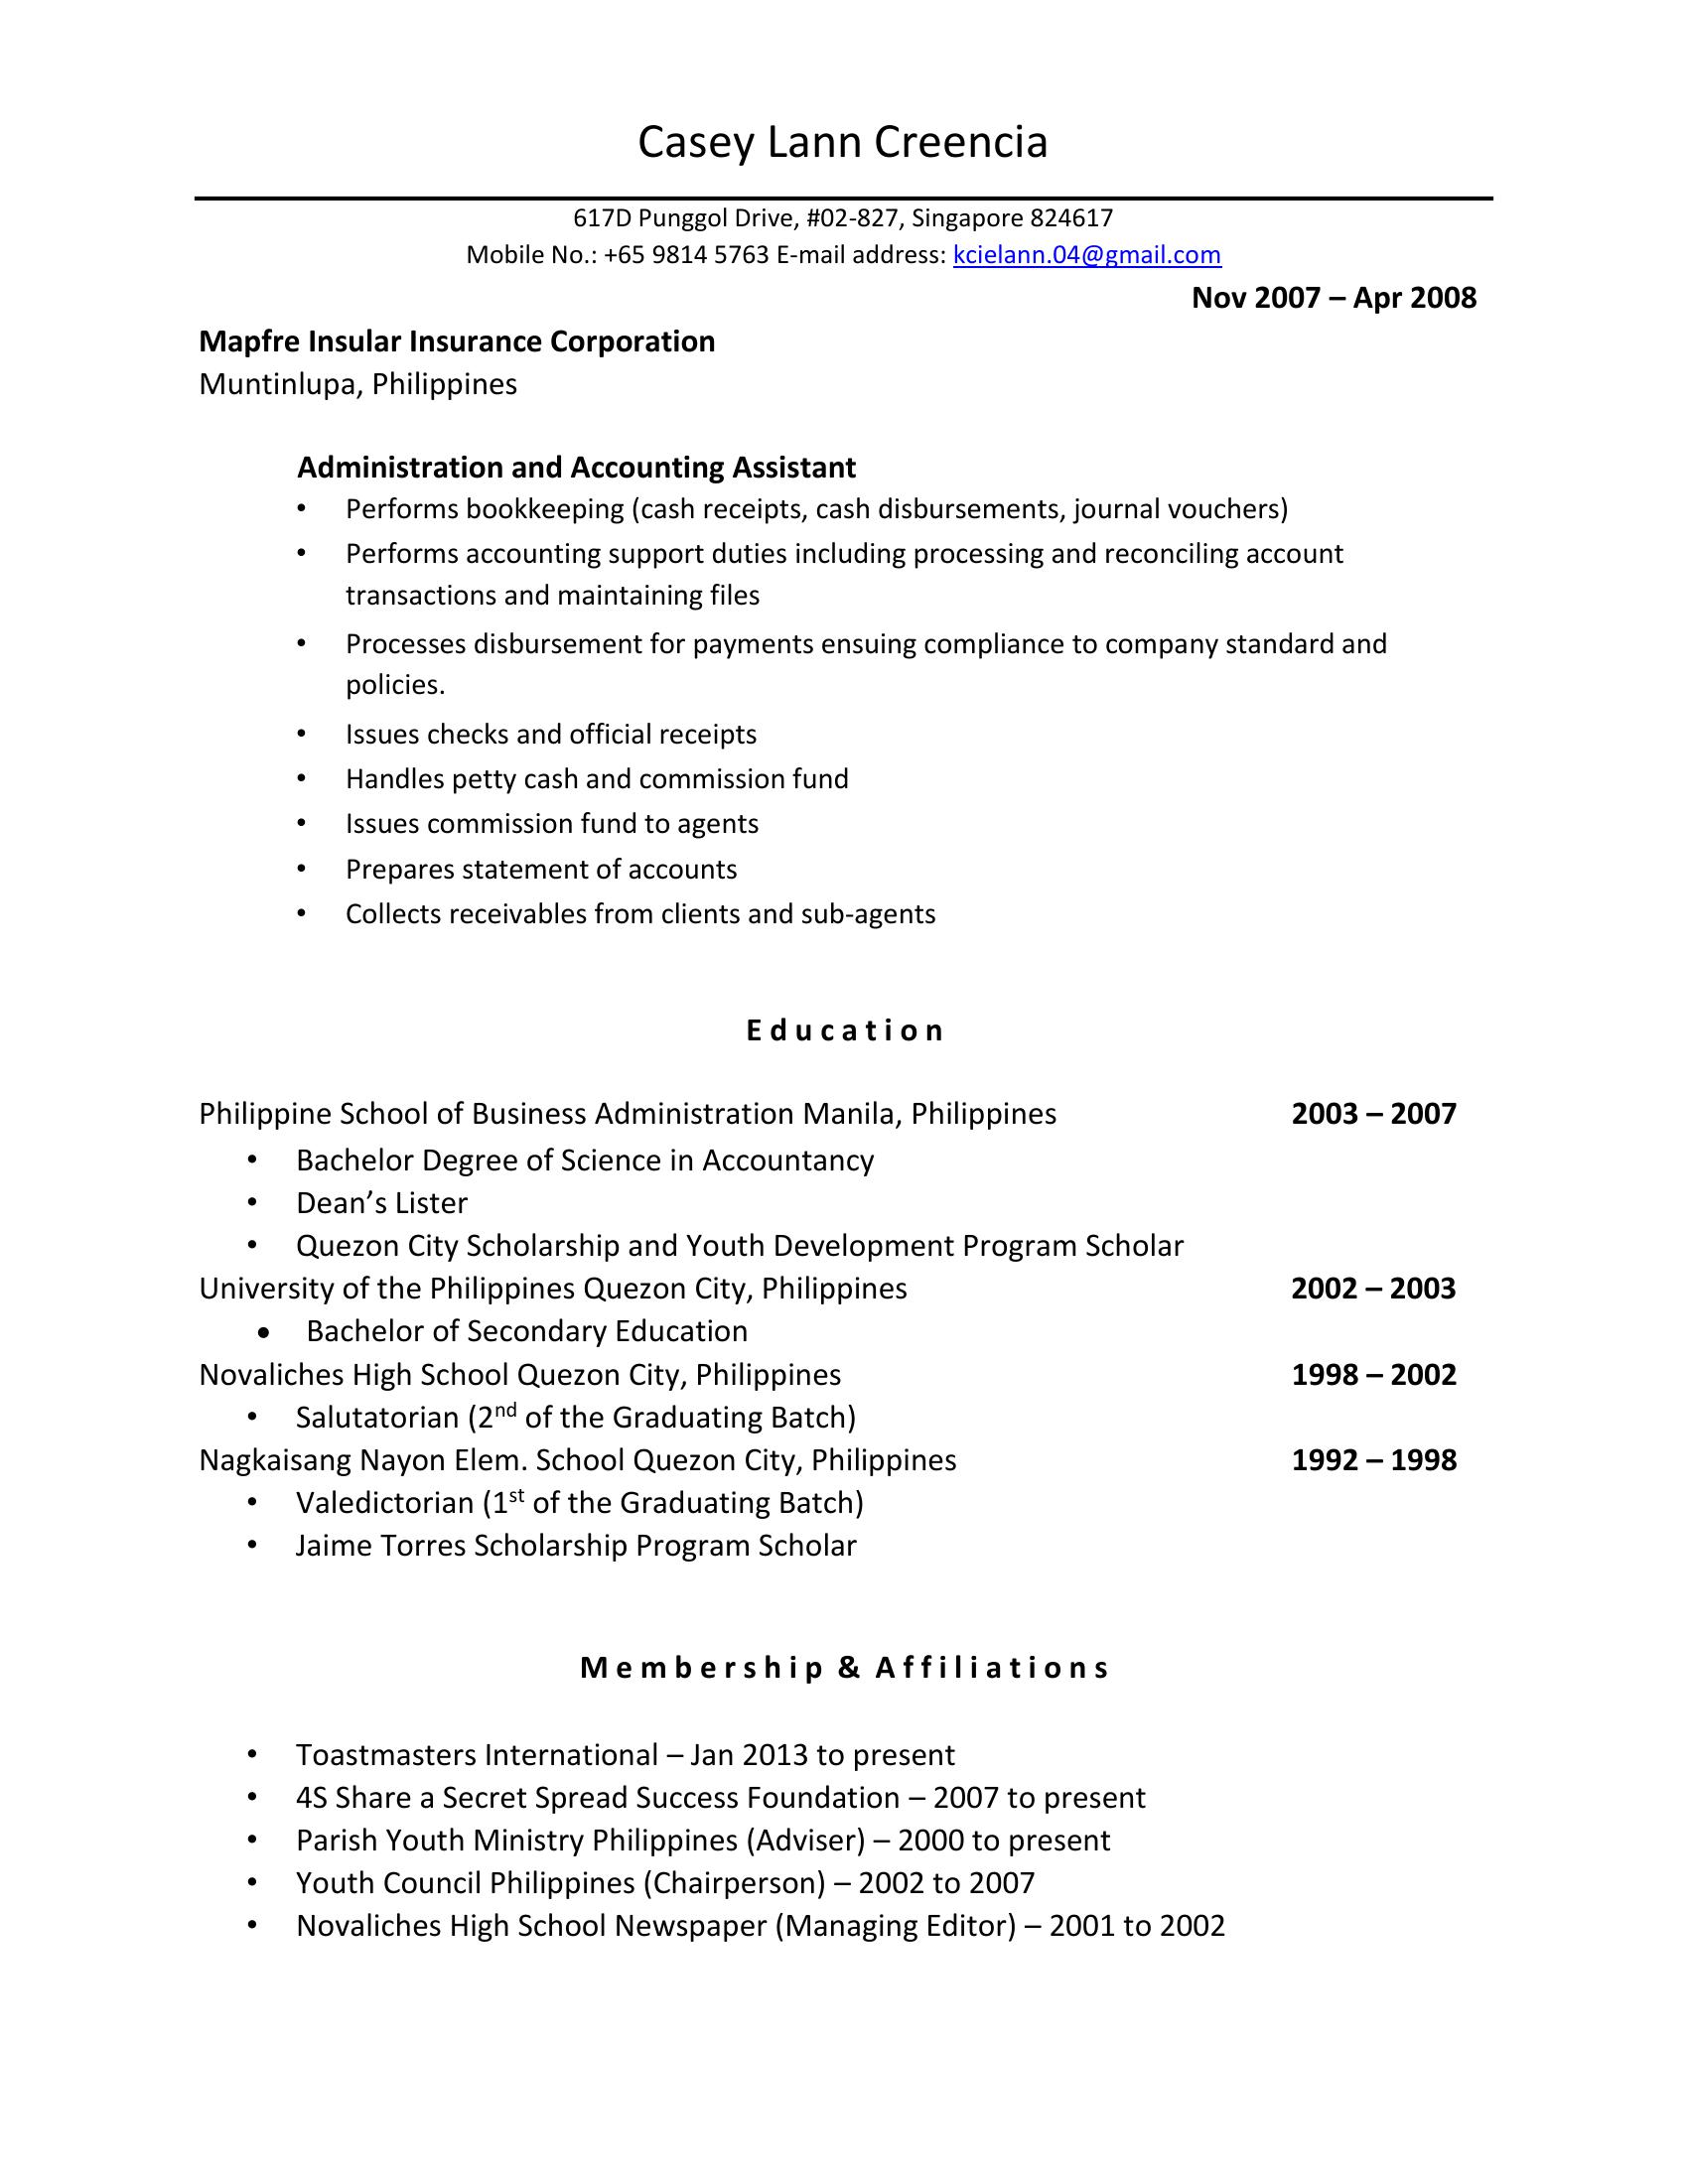 Casey Lann Creencia
617D Punggol Drive, #02-827, Singapore 824617
Mobile No.: +65 9814 5763 E-mail address: kcielann.04@gmail.com
Nov 2007 – Apr 2008
Mapfre Insular Insurance Corporation
Muntinlupa, Philippines
Administration and Accounting Assistant
• Performs bookkeeping (cash receipts, cash disbursements, journal vouchers)
• Performs accounting support duties including processing and reconciling account
transactions and maintaining files
• Processes disbursement for payments ensuing compliance to company standard and
policies.
• Issues checks and official receipts
• Handles petty cash and commission fund
• Issues commission fund to agents
• Prepares statement of accounts
• Collects receivables from clients and sub-agents
Education
Philippine School of Business Administration Manila, Philippines 2003 – 2007
• Bachelor Degree of Science in Accountancy
• Dean’s Lister
• Quezon City Scholarship and Youth Development Program Scholar
University of the Philippines Quezon City, Philippines 2002 – 2003
• Bachelor of Secondary Education
Novaliches High School Quezon City, Philippines 1998 – 2002
• Salutatorian (2nd of the Graduating Batch)
Nagkaisang Nayon Elem. School Quezon City, Philippines 1992 – 1998
• Valedictorian (1st of the Graduating Batch)
• Jaime Torres Scholarship Program Scholar
Membership & Affiliations
• Toastmasters International – Jan 2013 to present
• 4S Share a Secret Spread Success Foundation – 2007 to present
• Parish Youth Ministry Philippines (Adviser) – 2000 to present
• Youth Council Philippines (Chairperson) – 2002 to 2007
• Novaliches High School Newspaper (Managing Editor) – 2001 to 2002